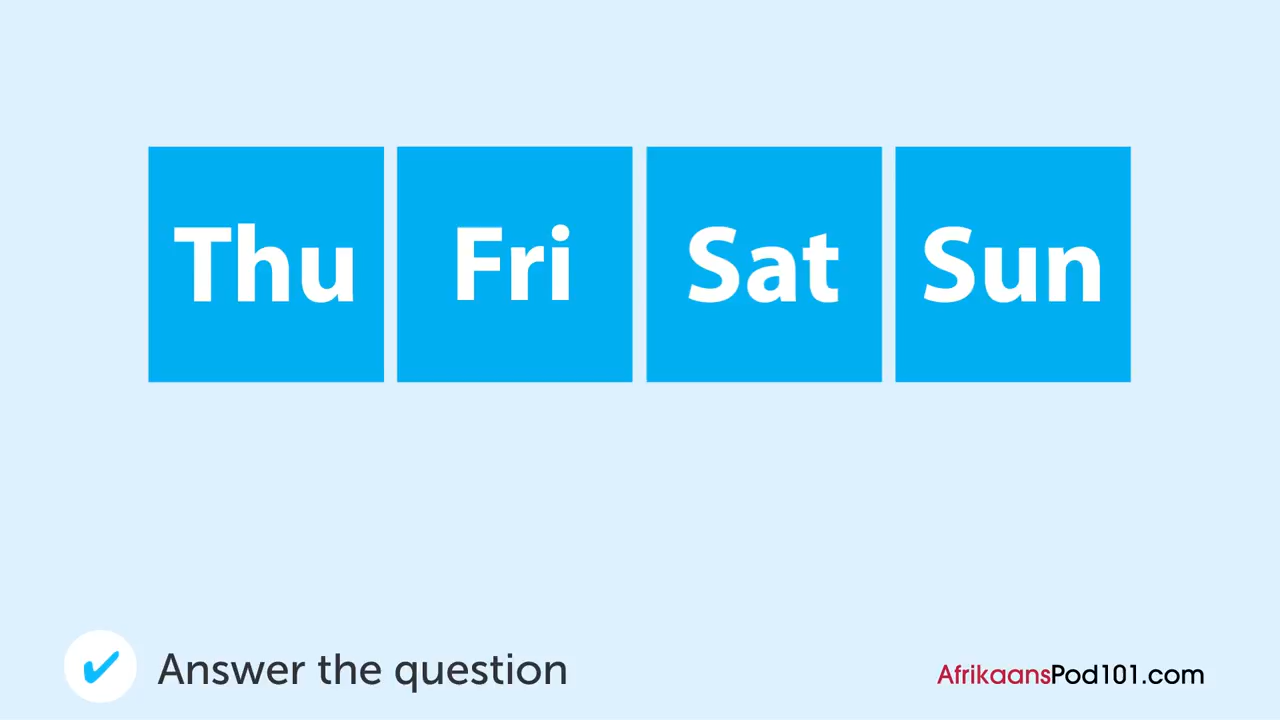 Thu Fri Sat Sun
✔ Answer the question
AfrikaansPod101.com